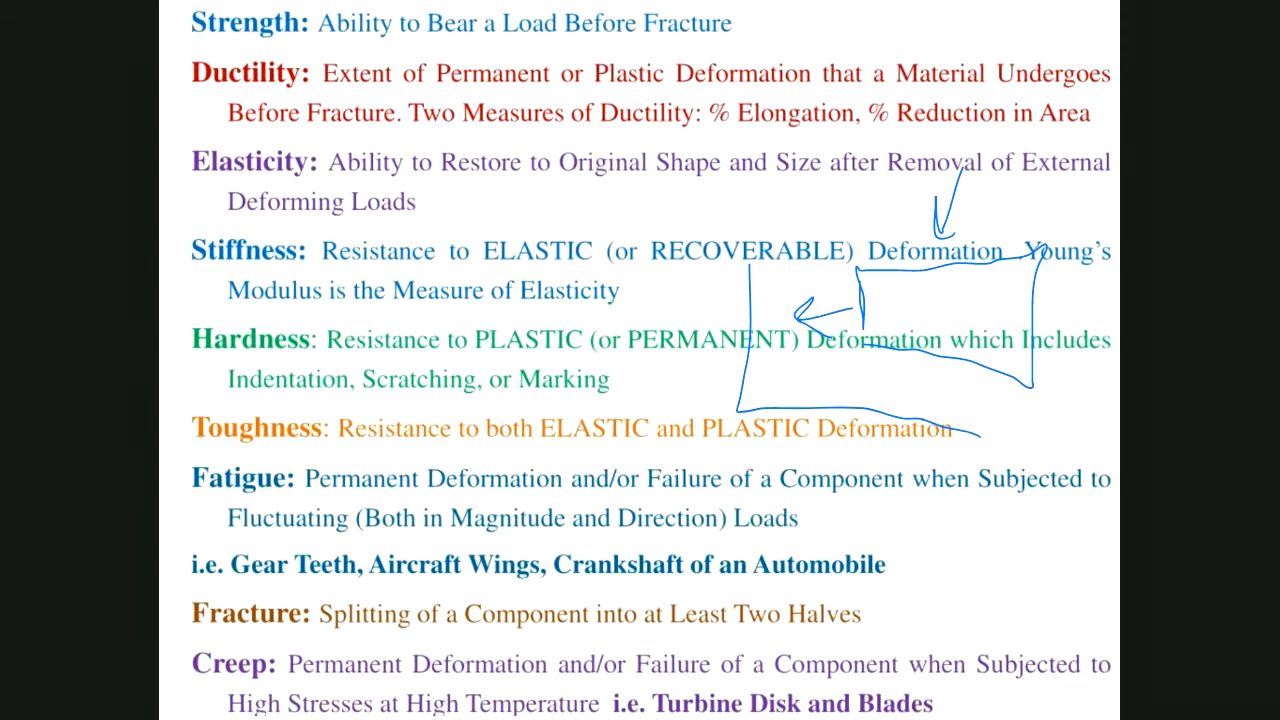 Strength: Ability to Bear a Load Before Fracture
Ductility: Extent of Permanent or Plastic Deformation that a Material Undergoes
Before Fracture. Two Measures of Ductility: % Elongation, % Reduction in Area
Elasticity: Ability to Restore to Original Shape and Size after Removal of External
Deforming Loads
Stiffness: Resistance to ELASTIC (or RECOVERABLE) Deformation Young's
Modulus is the Measure of Elasticity
Hardness: Resistance to PLASTIC (or PERMANENT) Deformation which Includes
Indentation, Scratching, or Marking
Toughness: Resistance to both ELASTIC and PLASTIC Deformation
Fatigue: Permanent Deformation and/or Failure of a Component when Subjected to
Fluctuating (Both in Magnitude and Direction) Loads
i.e. Gear Teeth, Aircraft Wings, Crankshaft of an Automobile
Fracture: Splitting of a Component into at Least Two Halves
Creep: Permanent Deformation and/or Failure of a Component when Subjected to
High Stresses at High Temperature i.e. Turbine Disk and Blades